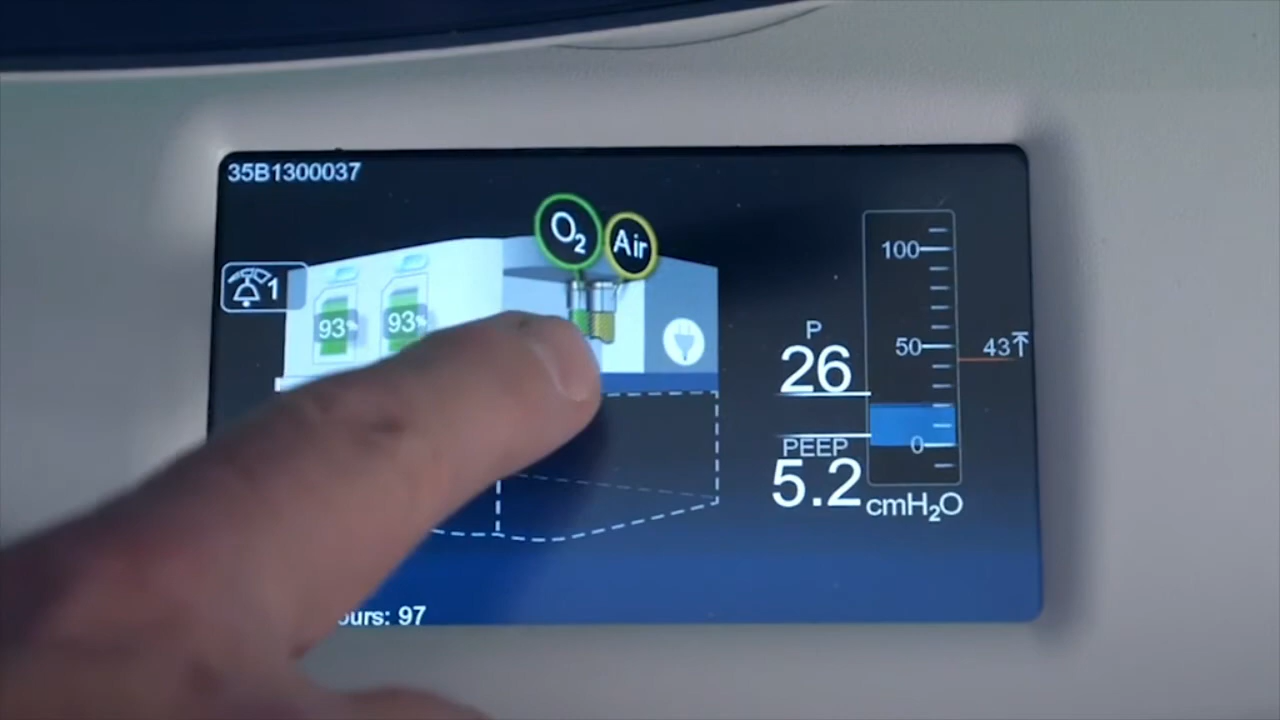 35B1300037
O₂ Air
1
93% 93%
100
50
43
0
P
26
PEEP
5.2
cmH₂O
ours: 97